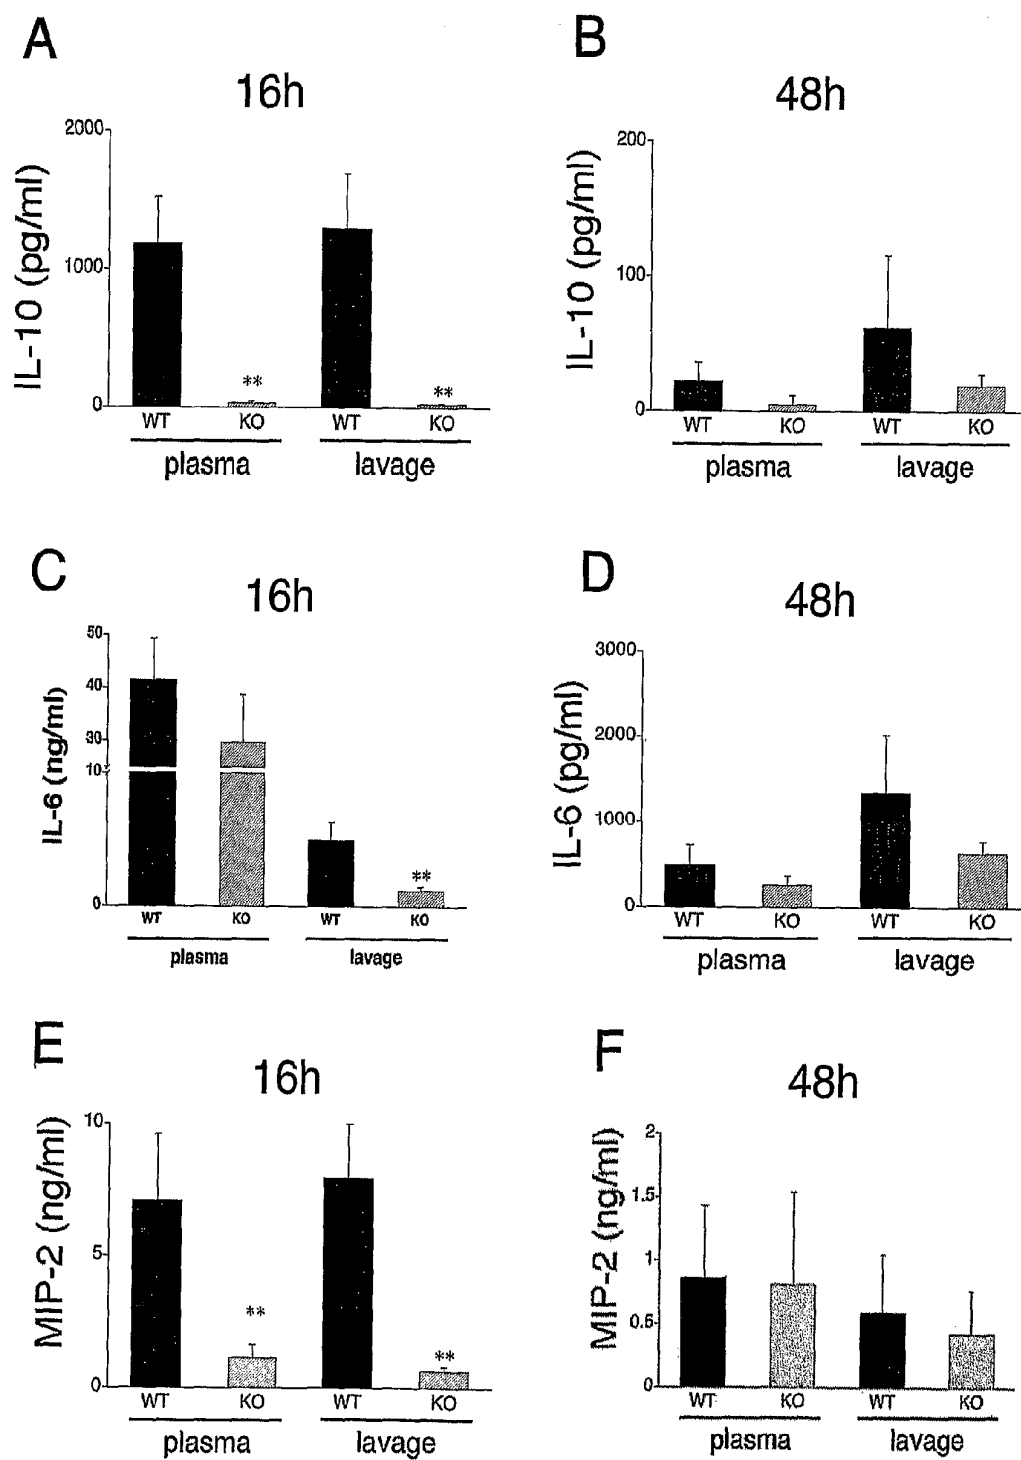 A
16h
IL-10 (pg/ml)
2000
1000
0
**
**
WT KO WT KO
plasma lavage
B
48h
IL-10 (pg/ml)
200
100
0
WT KO WT KO
plasma lavage
C
16h
IL-6 (ng/ml)
50
40
30
10
0
**
WT KO WT KO
plasma lavage
D
48h
IL-6 (pg/ml)
3000
2000
1000
0
WT KO WT KO
plasma lavage
E
16h
MIP-2 (ng/ml)
10
5
0
**
**
WT KO WT KO
plasma lavage
F
48h
MIP-2 (ng/ml)
2
1.5
1
0.5
0
WT KO WT KO
plasma lavage